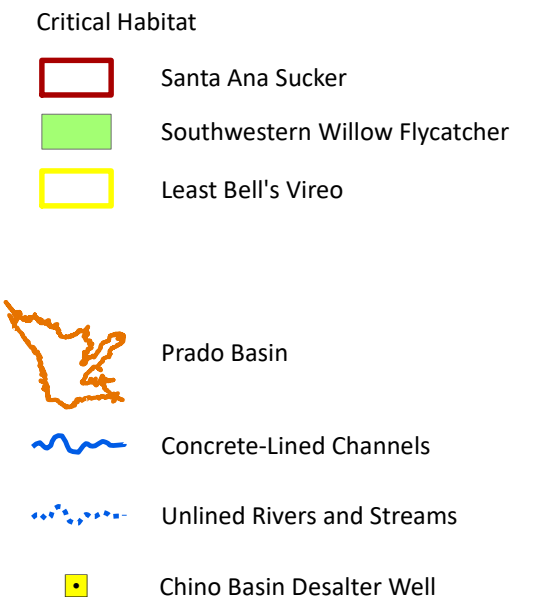 Critical Habitat
Santa Ana Sucker
Southwestern Willow Flycatcher
Least Bell's Vireo
Prado Basin
Concrete-Lined Channels
Unlined Rivers and Streams
Chino Basin Desalter Well